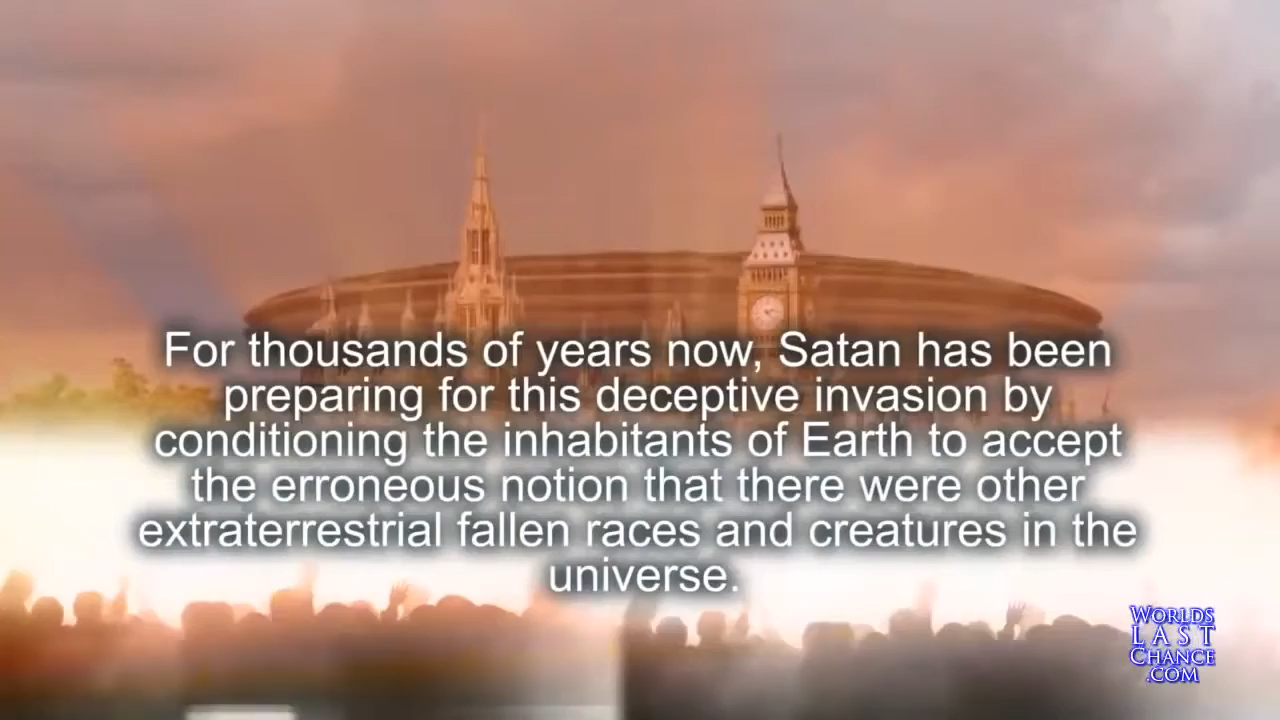 For thousands of years now, Satan has been
preparing for this deceptive invasion by
conditioning the inhabitants of Earth to accept
the erroneous notion that there were other
extraterrestrial fallen races and creatures in the
universe.
WORLDS
LAST
CHANCE
.COM